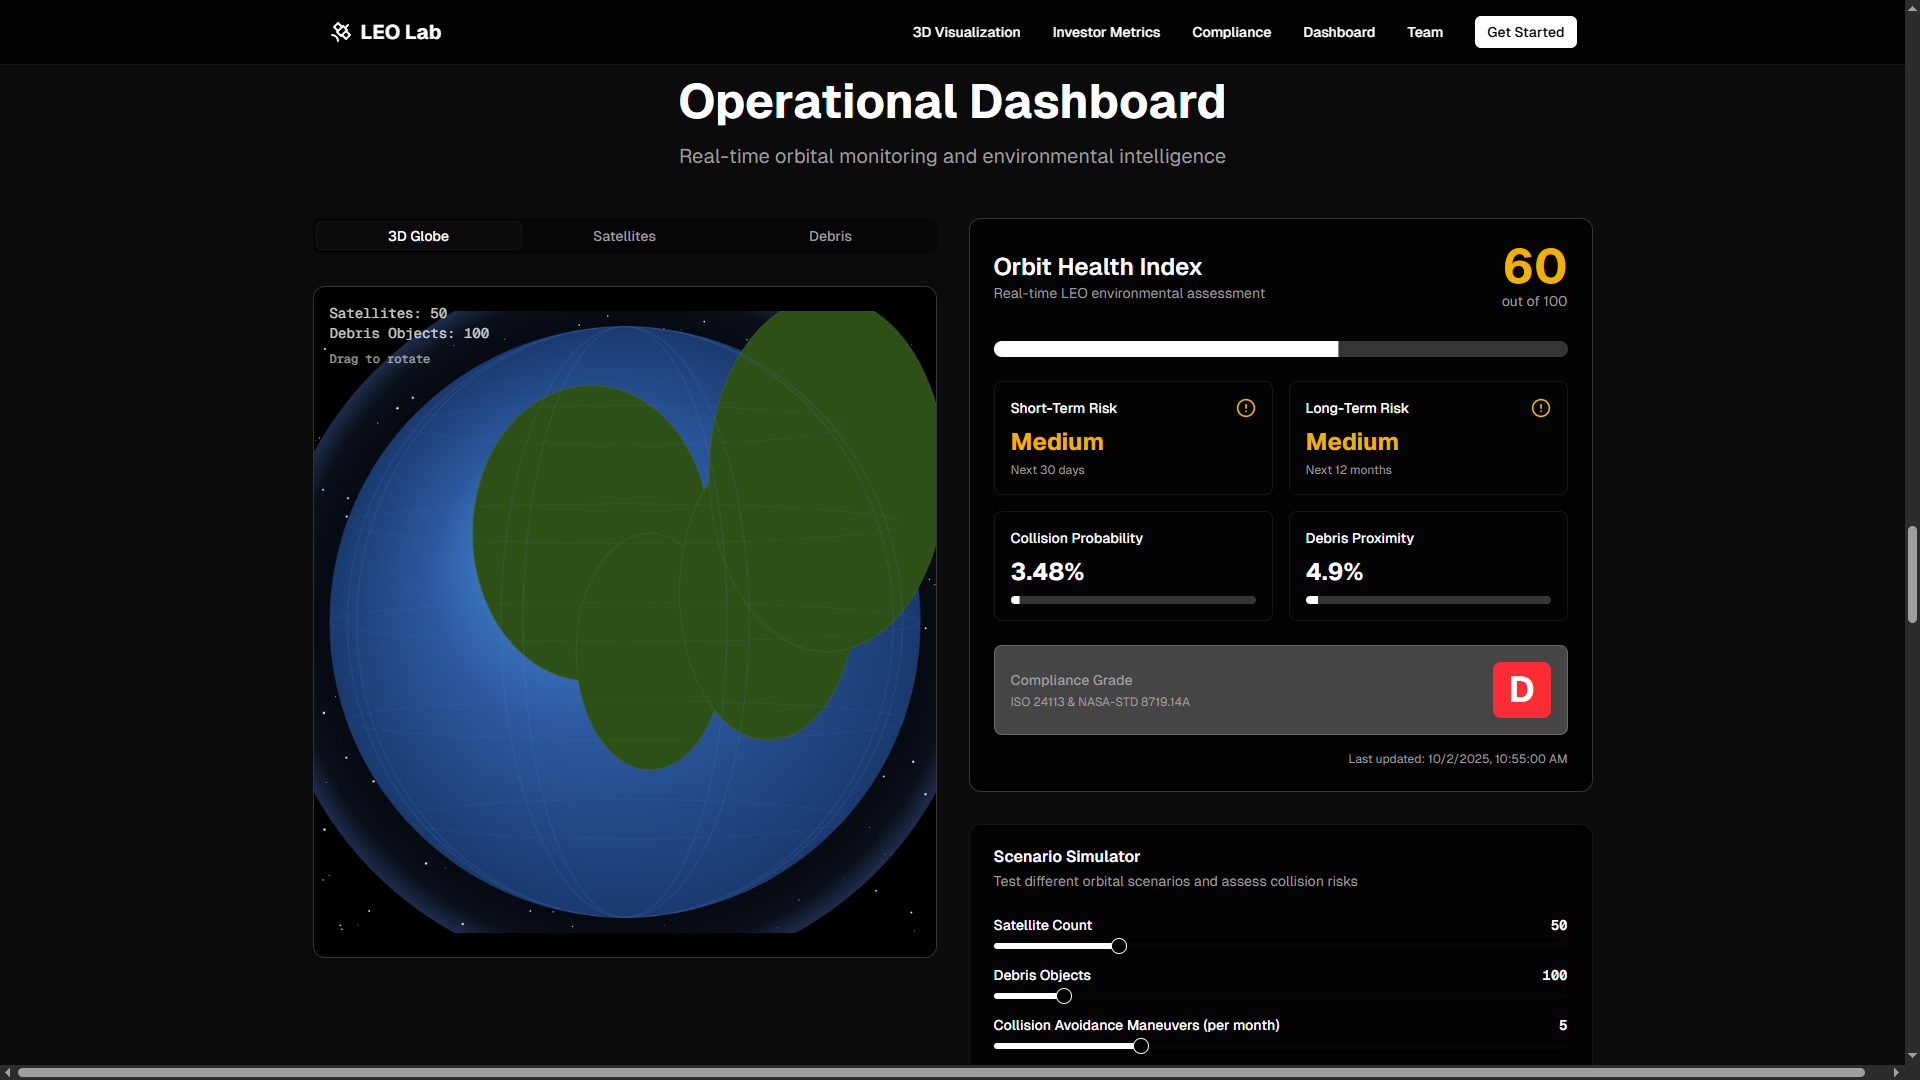 LEO Lab
3D Visualization
Investor Metrics
Compliance
Dashboard
Team
Get Started
Operational Dashboard
Real-time orbital monitoring and environmental intelligence
3D Globe
Satellites
Debris
Satellites: 50
Debris Objects: 100
Drag to rotate
Orbit Health Index
Real-time LEO environmental assessment
60
out of 100
Short-Term Risk
Medium
Next 30 days
Long-Term Risk
Medium
Next 12 months
Collision Probability
3.48%
Debris Proximity
4.9%
Compliance Grade
ISO 24113 & NASA-STD 8719.14A
D
Last updated: 10/2/2025, 10:55:00 AM
Scenario Simulator
Test different orbital scenarios and assess collision risks
Satellite Count 50
Debris Objects 100
Collision Avoidance Maneuvers (per month) 5